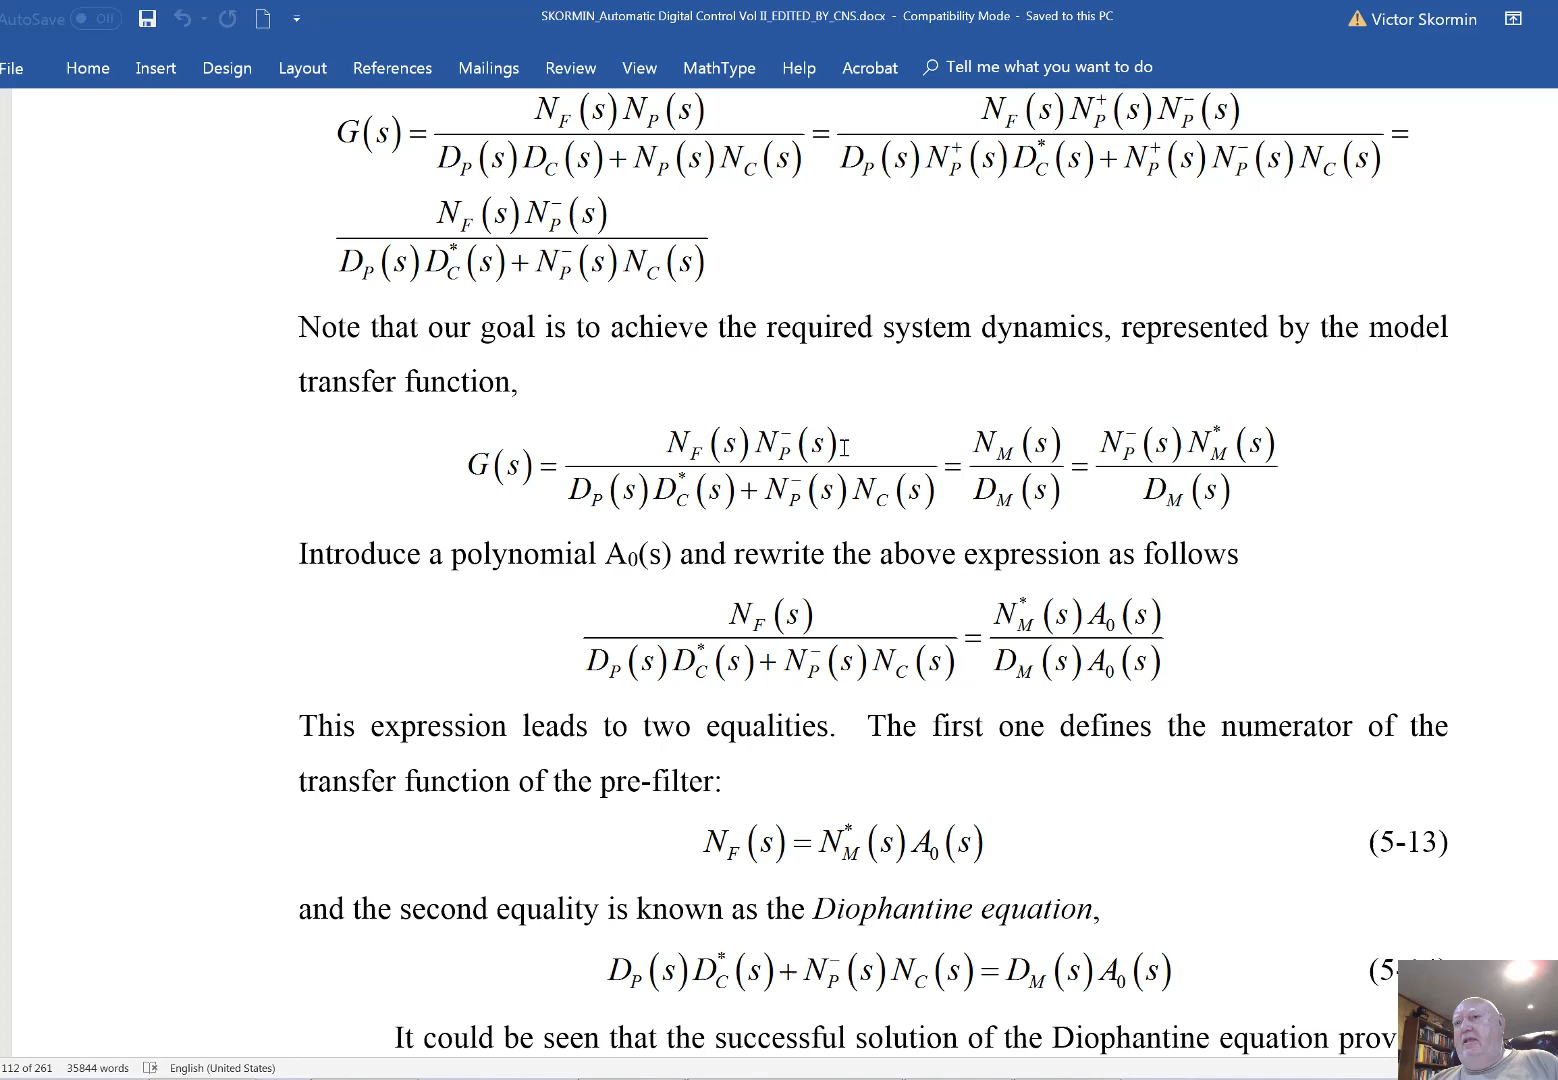 AutoSave Off SKORMIN_Automatic Digital Control Vol II_EDITED_BY_CNS.docx - Compatibility Mode - Saved to this PC Victor Skormin
File Home Insert Design Layout References Mailings Review View MathType Help Acrobat Tell me what you want to do
G(s) = N_F(s)N_P(s) / D_P(s)D_C(s) + N_P(s)N_C(s) = N_F(s)N_P^+(s)N_P^-(s) / D_P(s)N_P^+(s)D_C^*(s) + N_P^+(s)N_P^-(s)N_C(s) =
N_F(s)N_P^-(s) / D_P(s)D_C^*(s) + N_P^-(s)N_C(s)
Note that our goal is to achieve the required system dynamics, represented by the model
transfer function,
G(s) = N_F(s)N_P^-(s) / D_P(s)D_C^*(s) + N_P^-(s)N_C(s) = N_M(s) / D_M(s) = N_P^-(s)N_M^*(s) / D_M(s)
Introduce a polynomial A₀(s) and rewrite the above expression as follows
N_F(s) / D_P(s)D_C^*(s) + N_P^-(s)N_C(s) = N_M^*(s)A_0(s) / D_M(s)A_0(s)
This expression leads to two equalities. The first one defines the numerator of the
transfer function of the pre-filter:
N_F(s) = N_M^*(s)A_0(s) (5-13)
and the second equality is known as the Diophantine equation,
D_P(s)D_C^*(s) + N_P^-(s)N_C(s) = D_M(s)A_0(s) (5-
It could be seen that the successful solution of the Diophantine equation prov
112 of 261 35844 words English (United States)